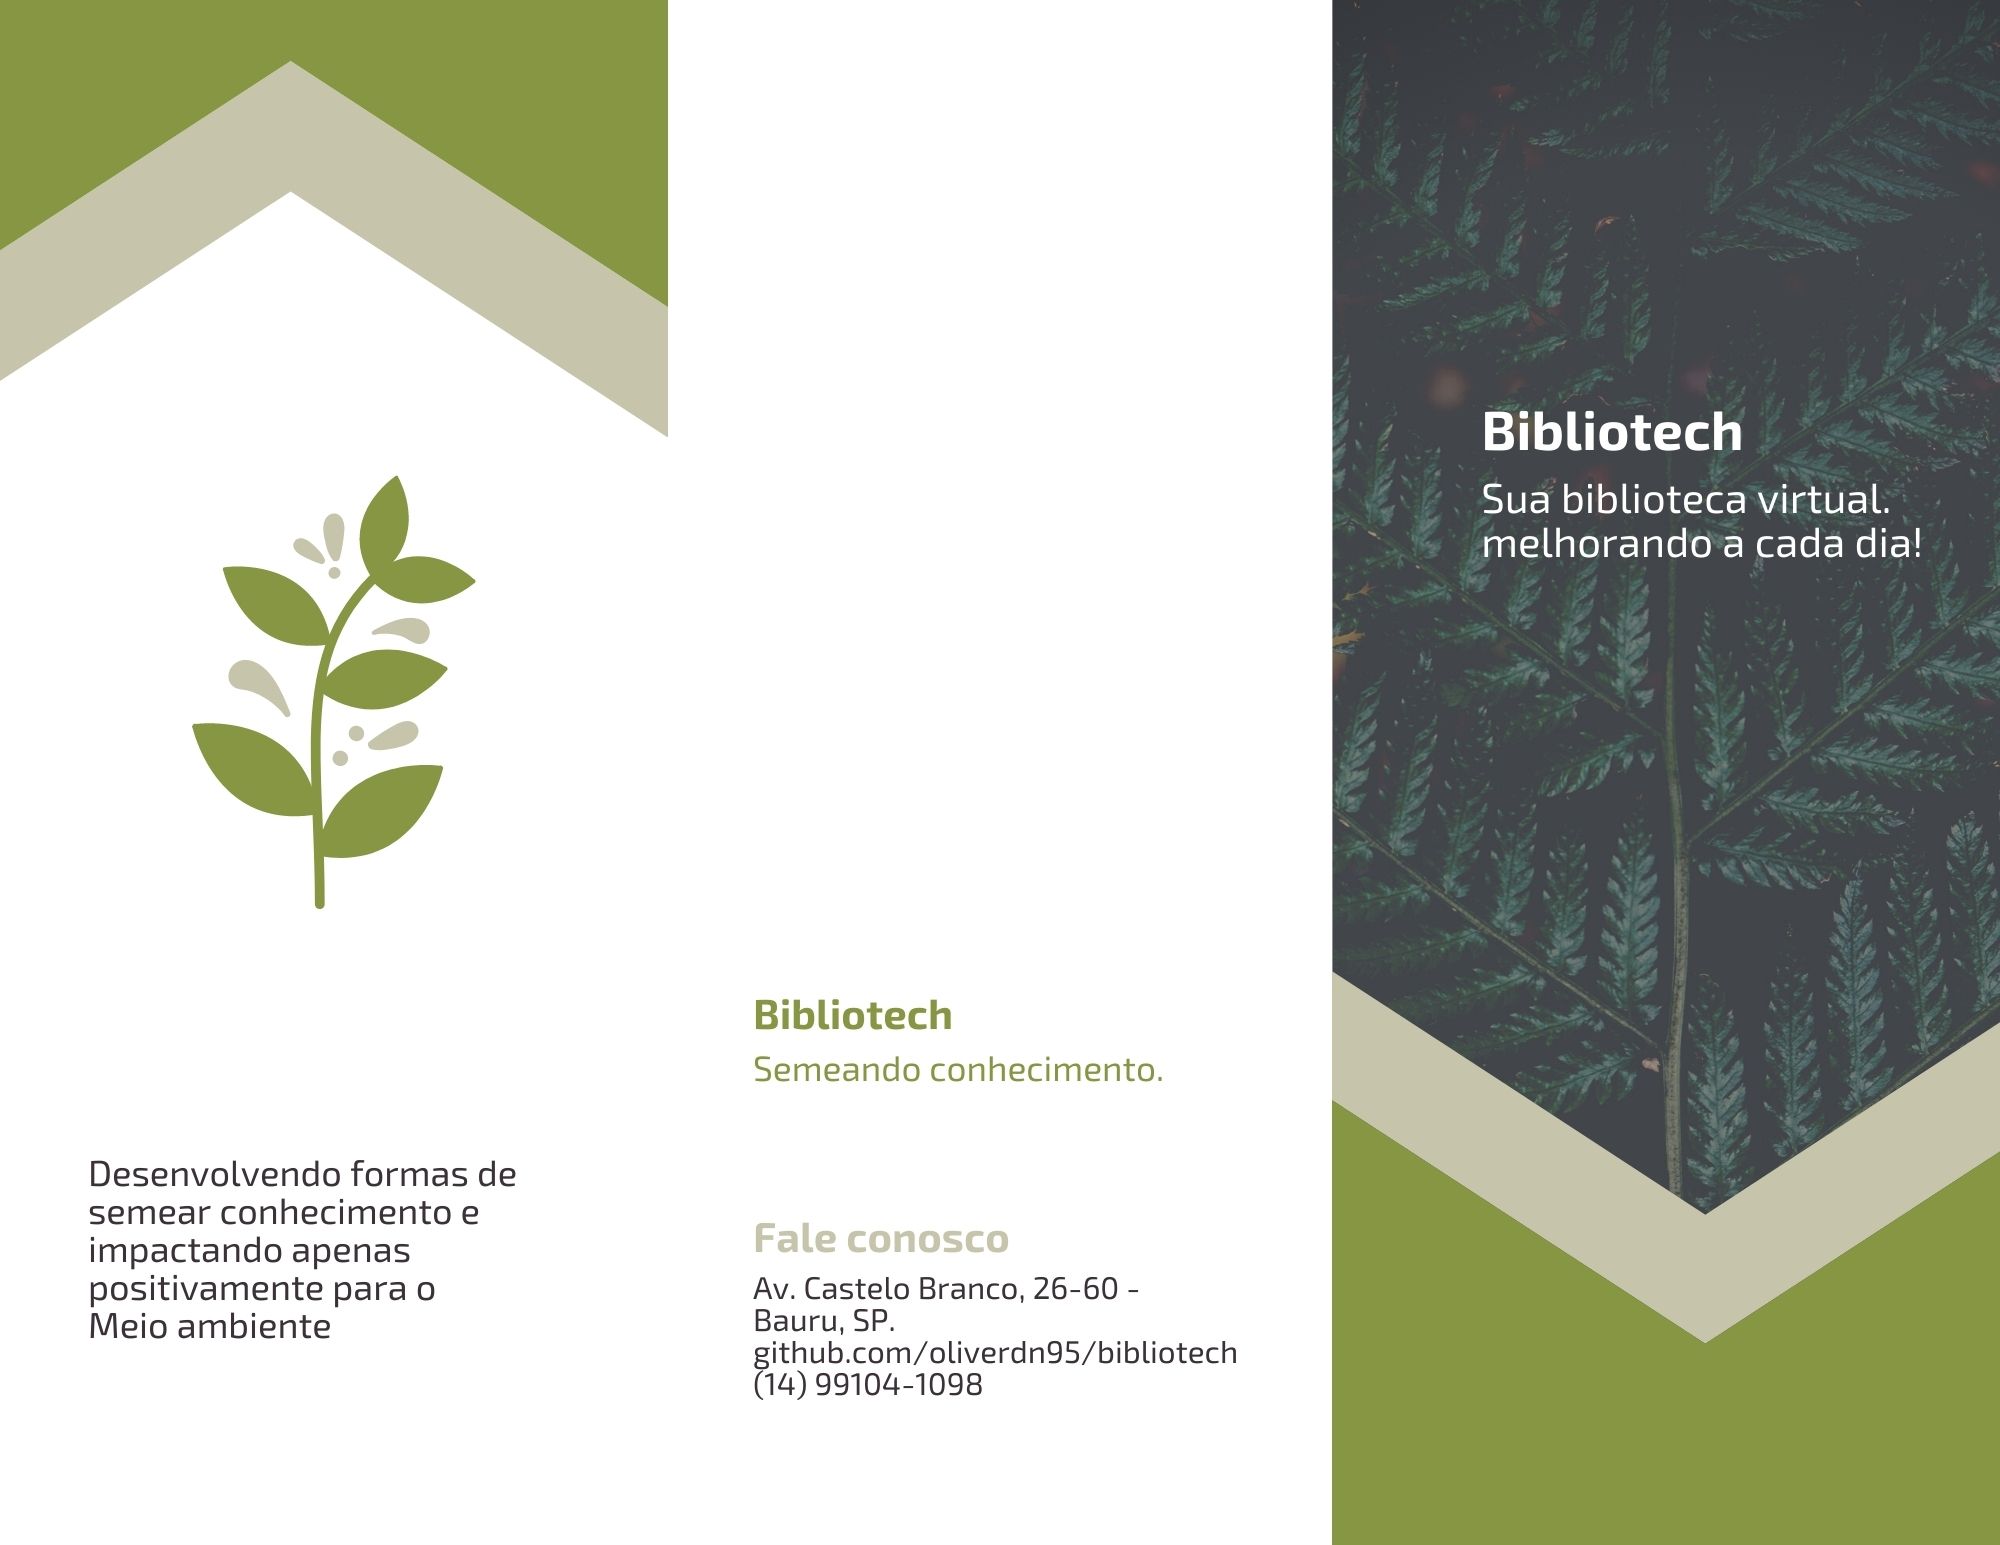 Desenvolvendo formas de
semear conhecimento e
impactando apenas
positivamente para o
Meio ambiente
Bibliotech
Semeando conhecimento.
Fale conosco
Av. Castelo Branco, 26-60 -
Bauru, SP.
github.com/oliverdn95/bibliotech
(14) 99104-1098
Bibliotech
Sua biblioteca virtual.
melhorando a cada dia!